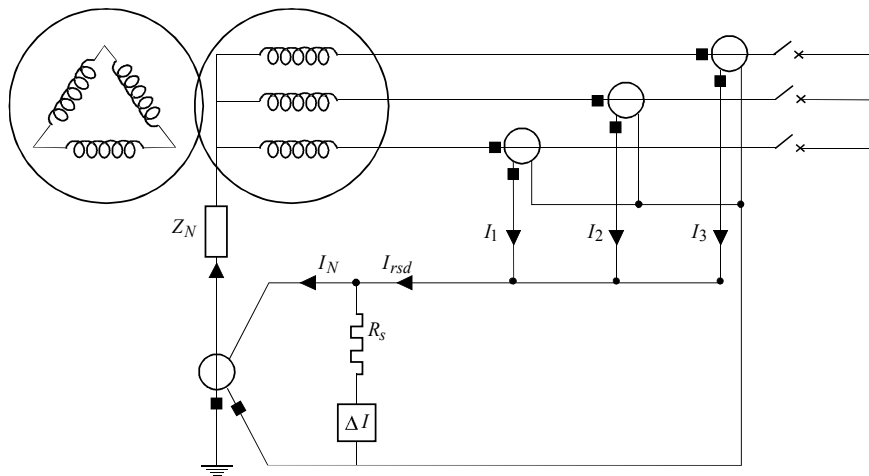 Z_N
I_1
I_2
I_3
I_N
I_rsd
R_s
ΔI